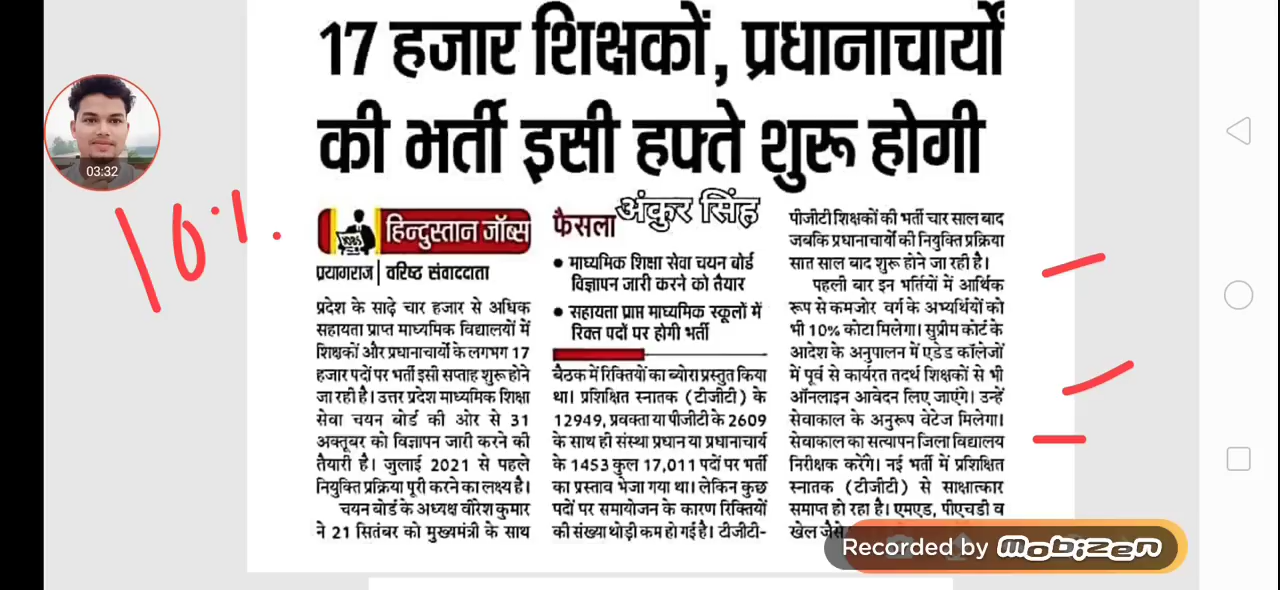 17 हजार शिक्षकों, प्रधानाचार्यों
की भर्ती इसी हफ्ते शुरू होगी
03:32
10%.
हिन्दुस्तान जॉब्स
JOBS
प्रयागराज | वरिष्ठ संवाददाता
प्रदेश के साढ़े चार हजार से अधिक
सहायता प्राप्त माध्यमिक विद्यालयों में
शिक्षकों और प्रधानाचार्यों के लगभग 17
हजार पदों पर भर्ती इसी सप्ताह शुरू होने
जा रही है। उत्तर प्रदेश माध्यमिक शिक्षा
सेवा चयन बोर्ड की ओर से 31
अक्तूबर को विज्ञापन जारी करने की
तैयारी है। जुलाई 2021 से पहले
नियुक्ति प्रक्रिया पूरी करने का लक्ष्य है।
चयन बोर्ड के अध्यक्ष वीरेश कुमार
ने 21 सितंबर को मुख्यमंत्री के साथ
फैसला
अंकुर सिंह
• माध्यमिक शिक्षा सेवा चयन बोर्ड
विज्ञापन जारी करने को तैयार
• सहायता प्राप्त माध्यमिक स्कूलों में
रिक्त पदों पर होगी भर्ती
बैठक में रिक्तियों का ब्योरा प्रस्तुत किया
था। प्रशिक्षित स्नातक (टीजीटी) के
12949, प्रवक्ता या पीजीटी के 2609
के साथ ही संस्था प्रधान या प्रधानाचार्य
के 1453 कुल 17,011 पदों पर भर्ती
का प्रस्ताव भेजा गया था। लेकिन कुछ
पदों पर समायोजन के कारण रिक्तियों
की संख्या थोड़ी कम हो गई है। टीजीटी-
पीजीटी शिक्षकों की भर्ती चार साल बाद
जबकि प्रधानाचार्यों की नियुक्ति प्रक्रिया
सात साल बाद शुरू होने जा रही है।
पहली बार इन भर्तियों में आर्थिक
रूप से कमजोर वर्ग के अभ्यर्थियों को
भी 10% कोटा मिलेगा। सुप्रीम कोर्ट के
आदेश के अनुपालन में एडेड कॉलेजों
में पूर्व से कार्यरत तदर्थ शिक्षकों से भी
ऑनलाइन आवेदन लिए जाएंगे। उन्हें
सेवाकाल के अनुरूप वेटेज मिलेगा।
सेवाकाल का सत्यापन जिला विद्यालय
निरीक्षक करेंगे। नई भर्ती में प्रशिक्षित
स्नातक (टीजीटी) से साक्षात्कार
समाप्त हो रहा है। एमएड, पीएचडी व
खेल जैसे
Recorded by mobizen